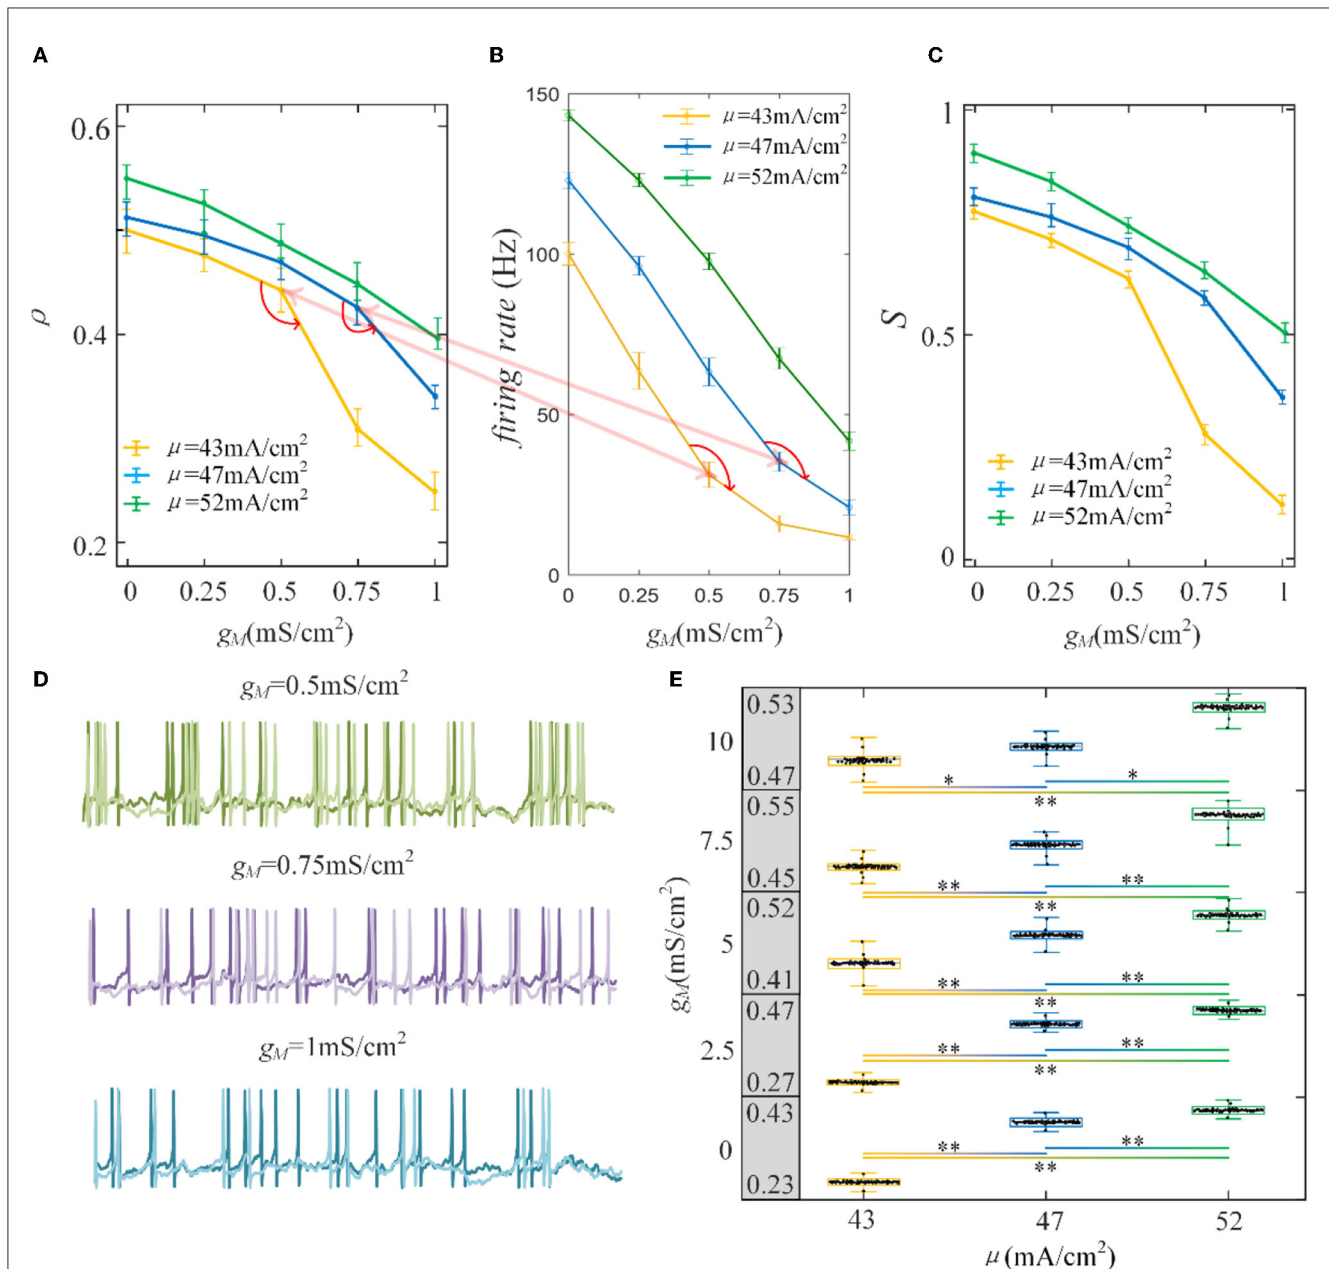 A
0.6
0.4
0.2
ρ
μ=43mA/cm²
μ=47mA/cm²
μ=52mA/cm²
0 0.25 0.5 0.75 1
gM(mS/cm²)
B
150
100
50
0
firing rate (Hz)
μ=43mA/cm²
μ=47mA/cm²
μ=52mA/cm²
0 0.25 0.5 0.75 1
gM(mS/cm²)
C
1
0.5
0
S
μ=43mA/cm²
μ=47mA/cm²
μ=52mA/cm²
0 0.25 0.5 0.75 1
gM(mS/cm²)
D
gM=0.5mS/cm²
gM=0.75mS/cm²
gM=1mS/cm²
E
gM(mS/cm²)
10
0.53
0.47
* *
**
7.5
0.55
0.45
** **
**
5
0.52
0.41
** **
**
2.5
0.47
0.27
** **
**
0
0.43
0.23
** **
**
43 47 52
μ(mA/cm²)